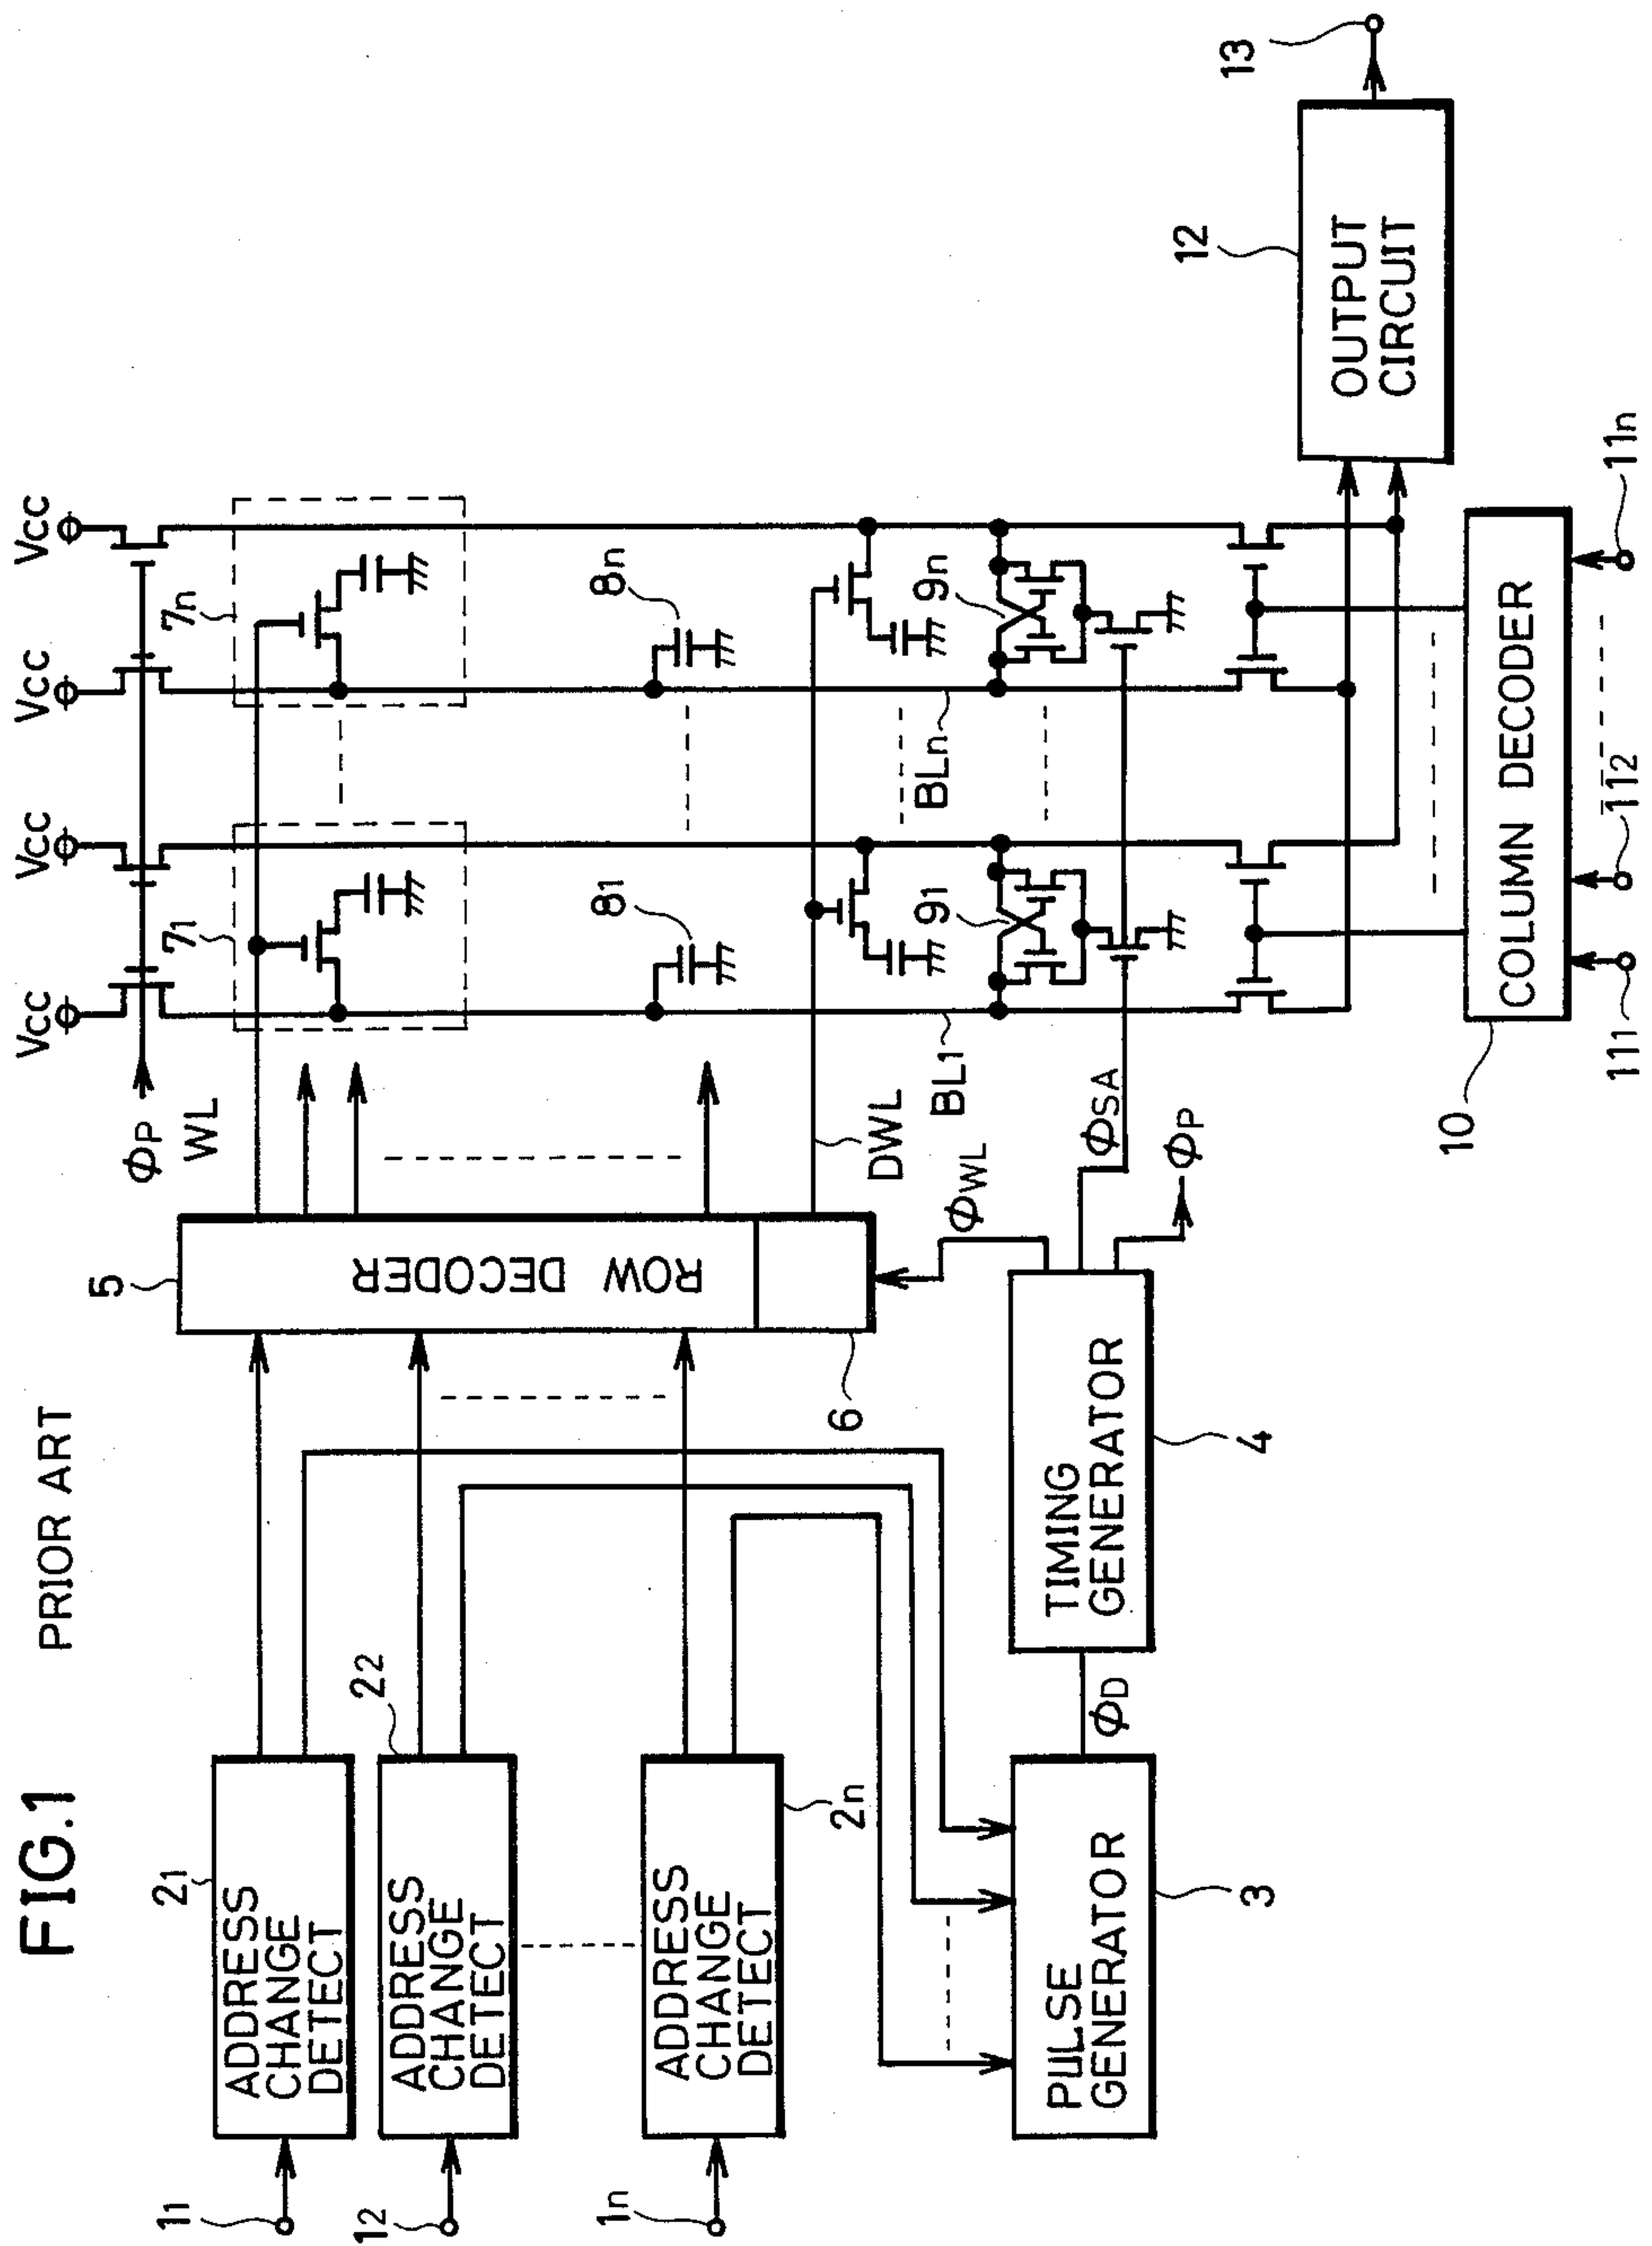 FIG.1
PRIOR ART
11
21
ADDRESS
CHANGE
DETECT
12
22
ADDRESS
CHANGE
DETECT
1n
2n
ADDRESS
CHANGE
DETECT
PULSE
GENERATOR
3
ΦD
TIMING
GENERATOR
4
ΦWL
ΦSA
ΦP
5
ROW DECODER
6
ΦP
WL
DWL
VCC
VCC
VCC
VCC
71
7n
81
8n
BL1
BLn
91
9n
10
COLUMN DECODER
111
112
11n
12
OUTPUT
CIRCUIT
13